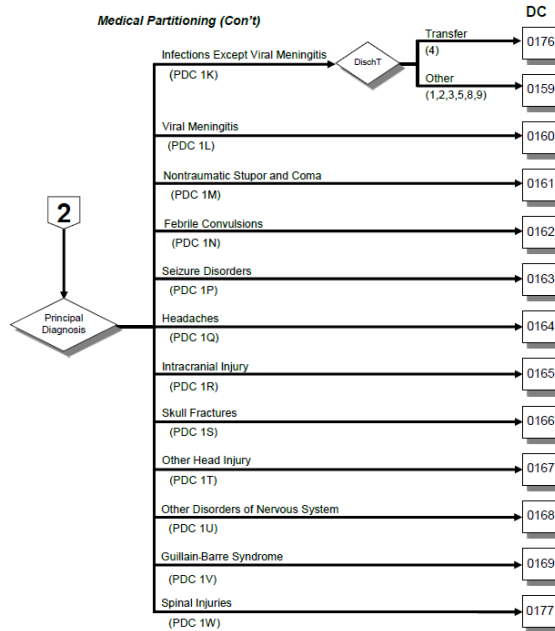 Medical Partitioning (Con't)
DC
Infections Except Viral Meningitis
(PDC 1K)
DischT
Transfer
(4)
0176
Other
(1,2,3,5,8,9)
0159
Viral Meningitis
(PDC 1L)
0160
Nontraumatic Stupor and Coma
(PDC 1M)
0161
2
Febrile Convulsions
(PDC 1N)
0162
Seizure Disorders
(PDC 1P)
0163
Principal
Diagnosis
Headaches
(PDC 1Q)
0164
Intracranial Injury
(PDC 1R)
0165
Skull Fractures
(PDC 1S)
0166
Other Head Injury
(PDC 1T)
0167
Other Disorders of Nervous System
(PDC 1U)
0168
Guillain-Barre Syndrome
(PDC 1V)
0169
Spinal Injuries
(PDC 1W)
0177